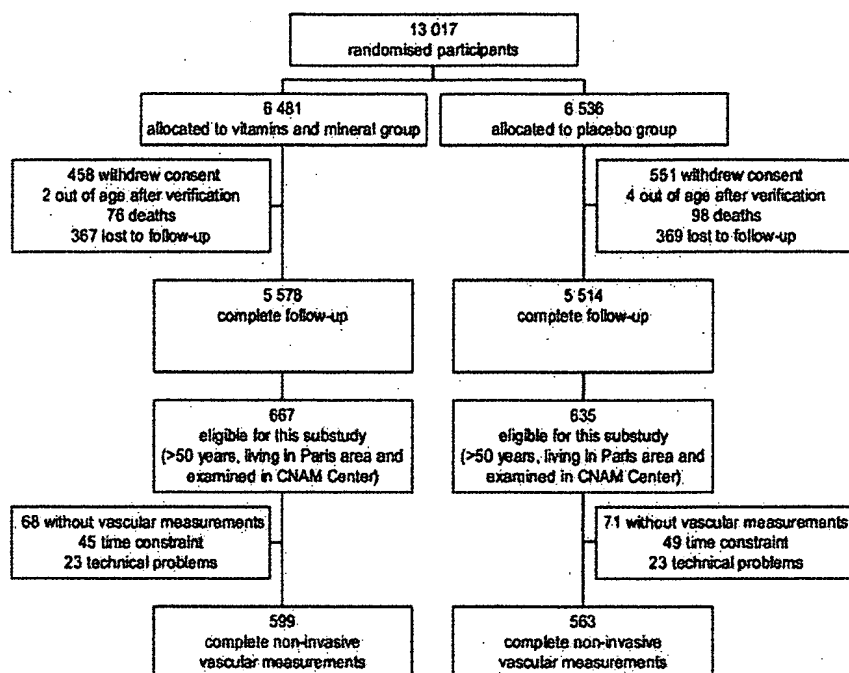 13 017
randomised participants
6 481
allocated to vitamins and mineral group
6 536
allocated to placebo group
458 withdrew consent
2 out of age after verification
76 deaths
367 lost to follow-up
551 withdrew consent
4 out of age after verification
98 deaths
369 lost to follow-up
5 578
complete follow-up
5 514
complete follow-up
667
eligible for this substudy
(>50 years, living in Paris area and
examined in CNAM Center)
635
eligible for this substudy
(>50 years, living in Paris area and
examined in CNAM Center)
68 without vascular measurements
45 time constraint
23 technical problems
71 without vascular measurements
49 time constraint
23 technical problems
599
complete non-invasive
vascular measurements
563
complete non-invasive
vascular measurements